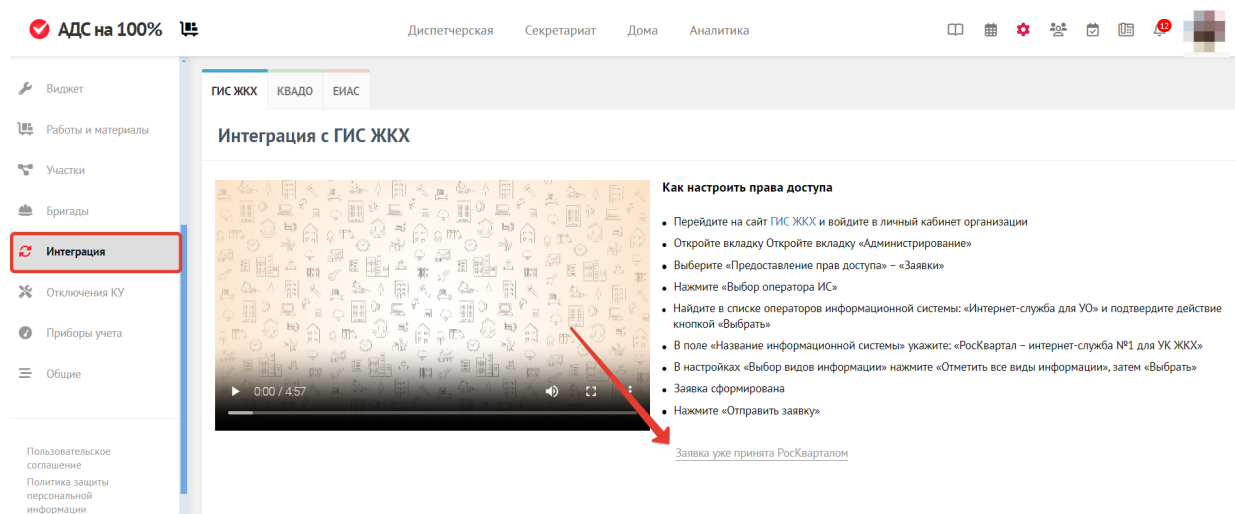 АДС на 100%
Диспетчерская Секретариат Дома Аналитика
12
Виджет
Работы и материалы
Участки
Бригады
Интеграция
Отключения КУ
Приборы учета
Общие
Пользовательское
соглашение
Политика защиты
персональной
информации
ГИС ЖКХ КВАДО ЕИАС
Интеграция с ГИС ЖКХ
0:00 / 4:57
Как настроить права доступа
Перейдите на сайт ГИС ЖКХ и войдите в личный кабинет организации
Откройте вкладку Откройте вкладку «Администрирование»
Выберите «Предоставление прав доступа» – «Заявки»
Нажмите «Выбор оператора ИС»
Найдите в списке операторов информационной системы: «Интернет-служба для УО» и подтвердите действие
кнопкой «Выбрать»
В поле «Название информационной системы» укажите: «РосКвартал – интернет-служба №1 для УК ЖКХ»
В настройках «Выбор видов информации» нажмите «Отметить все виды информации», затем «Выбрать»
Заявка сформирована
Нажмите «Отправить заявку»
Заявка уже принята РосКварталом